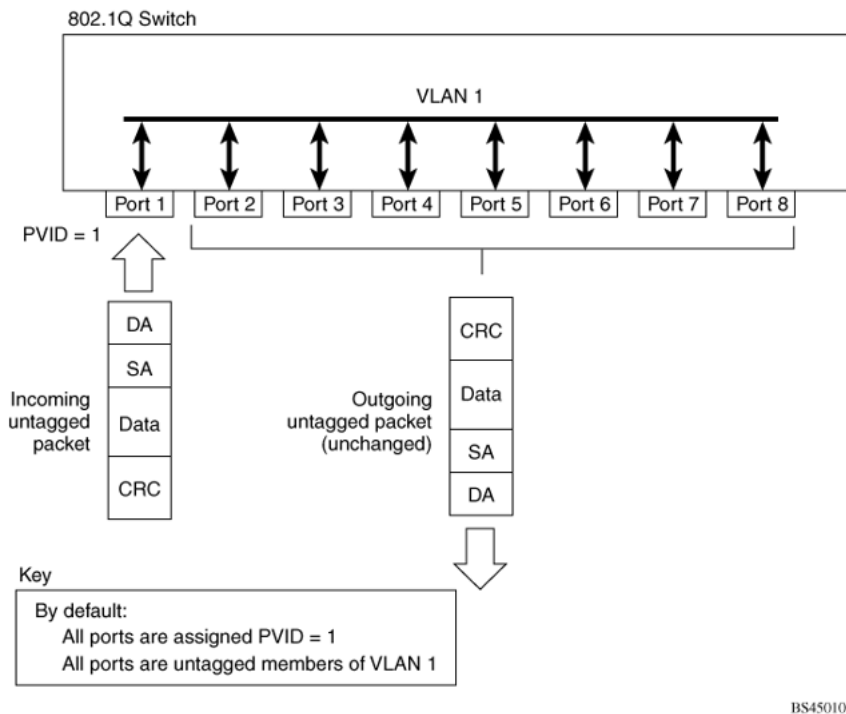 802.1Q Switch
VLAN 1
Port 1
Port 2
Port 3
Port 4
Port 5
Port 6
Port 7
Port 8
PVID = 1
DA
SA
Data
CRC
Incoming
untagged
packet
CRC
Data
SA
DA
Outgoing
untagged packet
(unchanged)
Key
By default:
All ports are assigned PVID = 1
All ports are untagged members of VLAN 1
BS45010